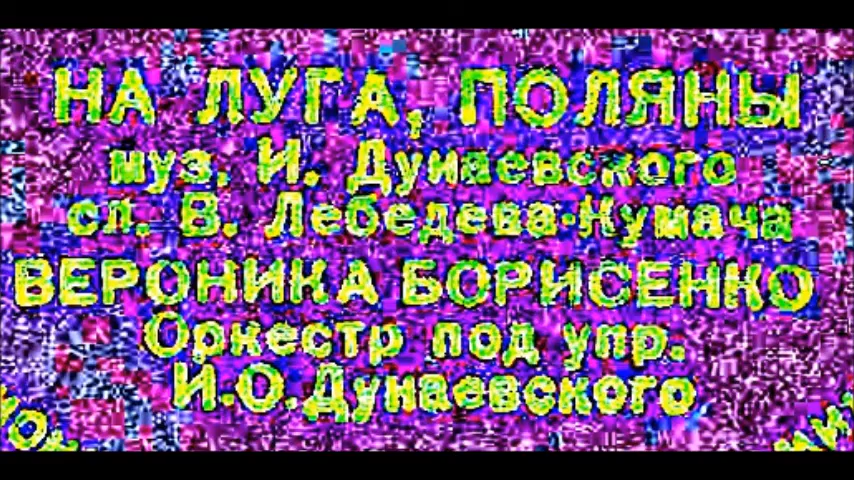 НА ЛУГА, ПОЛЯНЫ
муз. И. Дунаевского
сл. В. Лебедева-Кумача
ВЕРОНИКА БОРИСЕНКО
Оркестр под упр.
И.О.Дунаевского